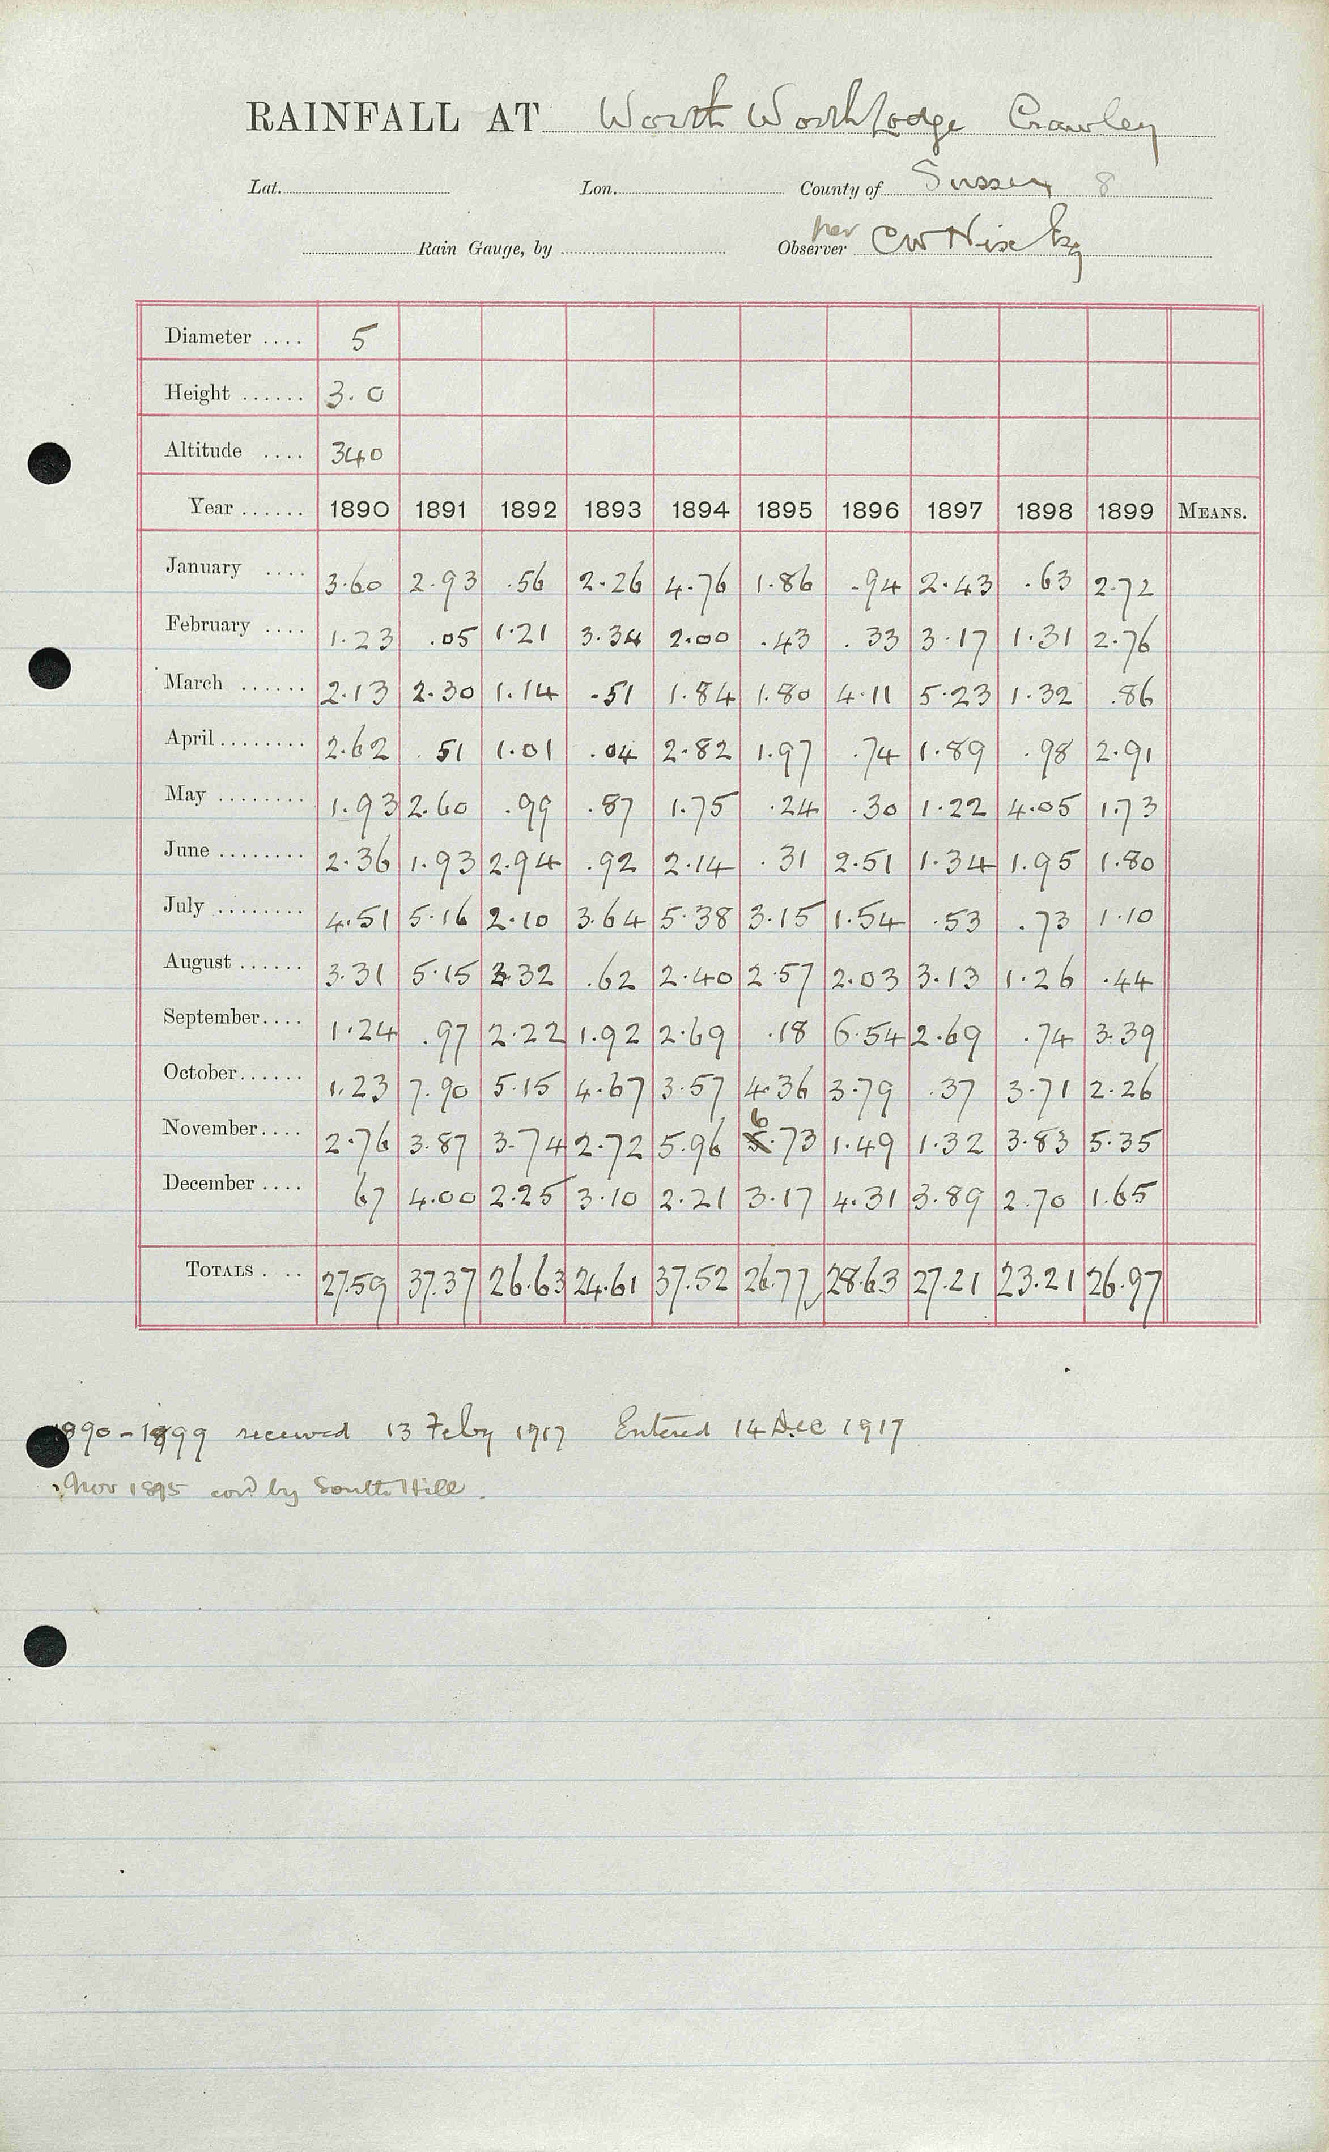 RAINFALL AT Worth Worth Lodge Crawley
Lat. Lon. County of Sussex 8
Rain Gauge, by Observer per CW Nix Esq
Diameter .... 5
Height ...... 3.0
Altitude .... 340
Year ...... 1890 1891 1892 1893 1894 1895 1896 1897 1898 1899 MEANS.
January .... 3.60 2.93 .56 2.26 4.76 1.86 .94 2.43 .63 2.72
February .... 1.23 .05 1.21 3.34 2.00 .43 .33 3.17 1.31 2.76
March ...... 2.13 2.30 1.14 .51 1.84 1.80 4.11 5.23 1.32 .86
April ........ 2.62 .51 1.01 .04 2.82 1.97 .74 1.89 .98 2.91
May ........ 1.93 2.60 .99 .87 1.75 .24 .30 1.22 4.05 1.73
June ........ 2.36 1.93 2.94 .92 2.14 .31 2.51 1.34 1.95 1.80
July ........ 4.51 5.16 2.10 3.64 5.38 3.15 1.54 .53 .73 1.10
August ...... 3.31 5.15 3.32 .62 2.40 2.57 2.03 3.13 1.26 .44
September .... 1.24 .97 2.22 1.92 2.69 .18 6.54 2.69 .74 3.39
October ...... 1.23 7.90 5.15 4.67 3.57 4.36 3.79 .37 3.71 2.26
November .... 2.76 3.87 3.74 2.72 5.96 6.73 1.49 1.32 3.83 5.35
December .... 67 4.00 2.25 3.10 2.21 3.17 4.31 3.89 2.70 1.65
TOTALS . .. 27.59 37.37 26.63 24.61 37.52 26.77 28.63 27.21 23.21 26.97
1890-1899 received 13 Feby 1917 Entered 14 Dec 1917
Nov 1895 cord by South Hill.